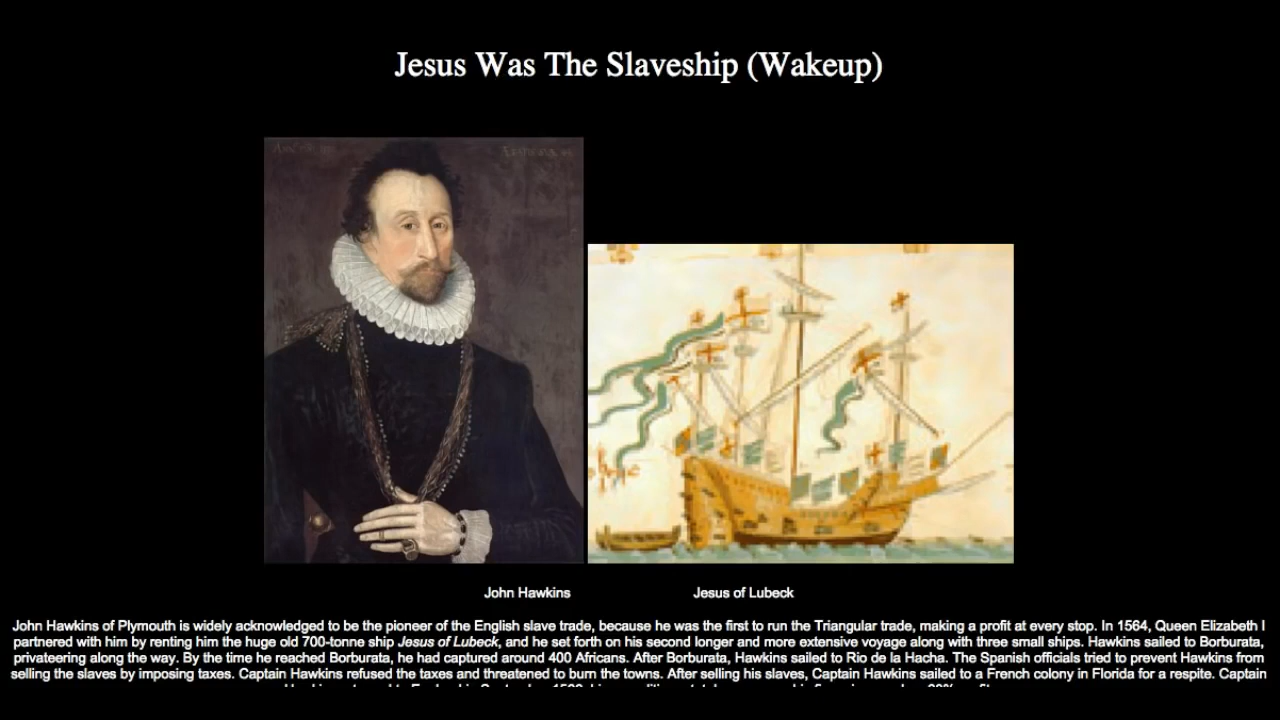 Jesus Was The Slaveship (Wakeup)
John Hawkins
Jesus of Lubeck
John Hawkins of Plymouth is widely acknowledged to be the pioneer of the English slave trade, because he was the first to run the Triangular trade, making a profit at every stop. In 1564, Queen Elizabeth I
partnered with him by renting him the huge old 700-tonne ship Jesus of Lubeck, and he set forth on his second longer and more extensive voyage along with three small ships. Hawkins sailed to Borburata,
privateering along the way. By the time he reached Borburata, he had captured around 400 Africans. After Borburata, Hawkins sailed to Rio de la Hacha. The Spanish officials tried to prevent Hawkins from
selling the slaves by imposing taxes. Captain Hawkins refused the taxes and threatened to burn the towns. After selling his slaves, Captain Hawkins sailed to a French colony in Florida for a respite. Captain